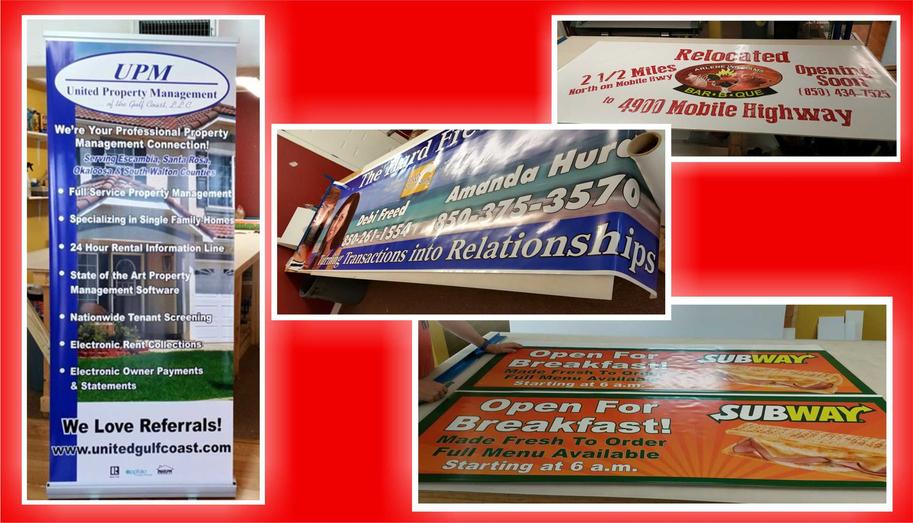 UPM
United Property Management
of the Gulf Coast, L.L.C.
We're Your Professional Property
Management Connection!
Serving Escambia, Santa Rosa,
Okaloosa & South Walton Counties
• Full Service Property Management
• Specializing in Single Family Homes
• 24 Hour Rental Information Line
• State of the Art Property
Management Software
• Nationwide Tenant Screening
• Electronic Rent Collections
• Electronic Owner Payments
& Statements
We Love Referrals!
www.unitedgulfcoast.com
The Third
Debi Freed
850-261-1554
Amanda
850-375-3570
Turning Transactions into Relationships
Relocated
2 1/2 Miles
North on Mobile Hwy
BAR•B•QUE
Opening
Soon
(850) 434-7525
to 4900 Mobile Highway
Open For
Breakfast!
Made Fresh To Order
Full Menu Available
Starting at 6 a.m.
SUBWAY
Open For
Breakfast!
Made Fresh To Order
Full Menu Available
Starting at 6 a.m.
SUBWAY